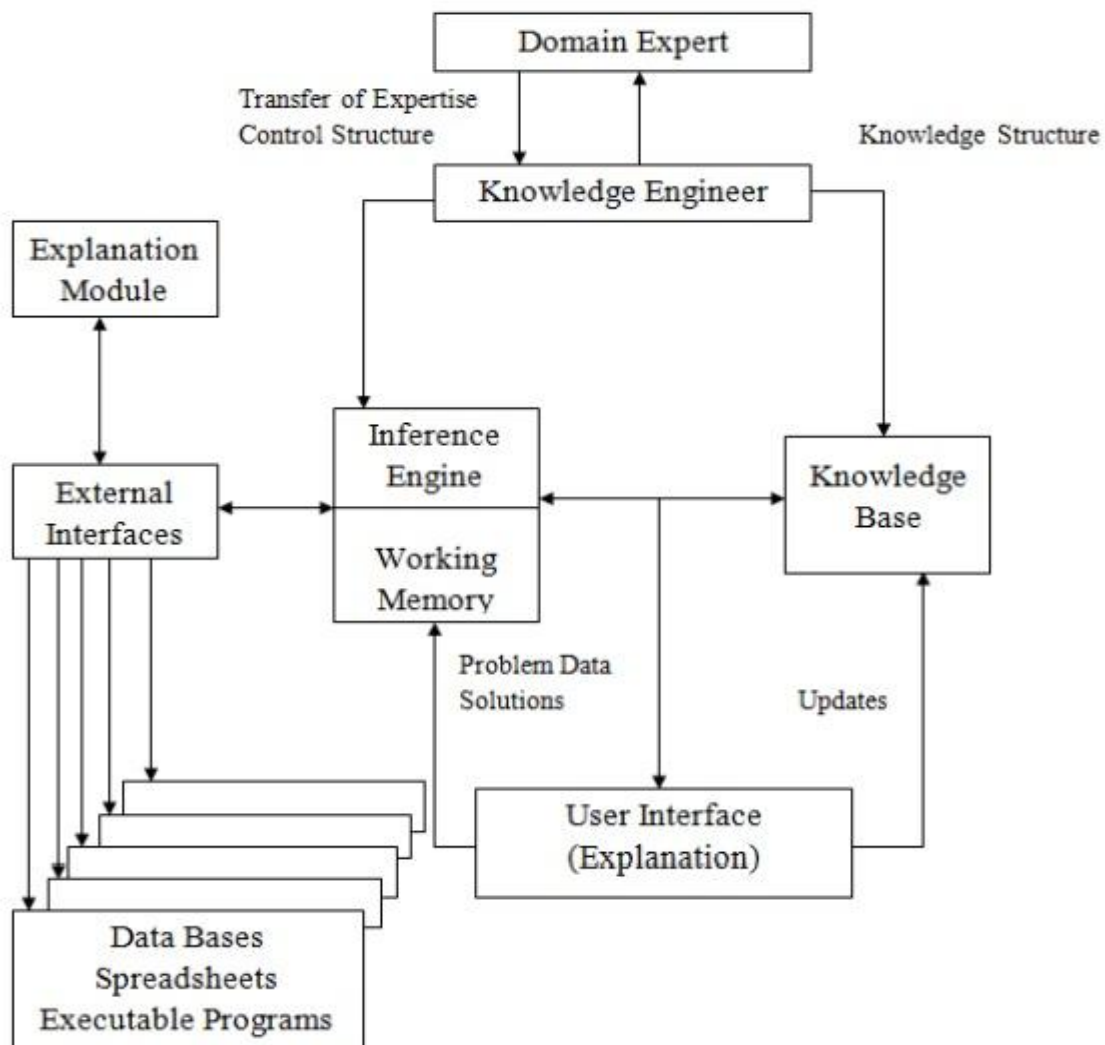 Domain Expert
Transfer of Expertise
Control Structure
Knowledge Structure
Knowledge Engineer
Explanation
Module
Inference
Engine
Knowledge
Base
External
Interfaces
Working
Memory
Problem Data
Solutions
Updates
User Interface
(Explanation)
Data Bases
Spreadsheets
Executable Programs